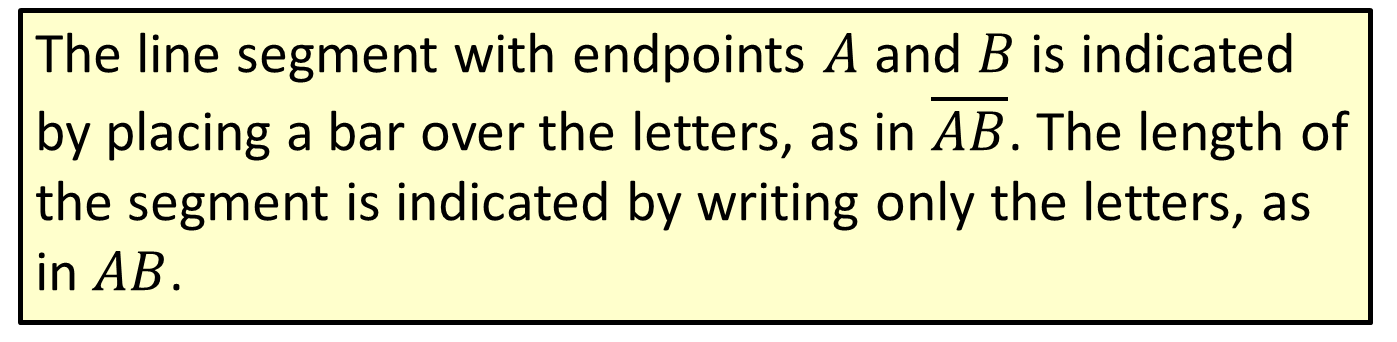 The line segment with endpoints A and B is indicated
by placing a bar over the letters, as in A̅B̅. The length of
the segment is indicated by writing only the letters, as
in AB.